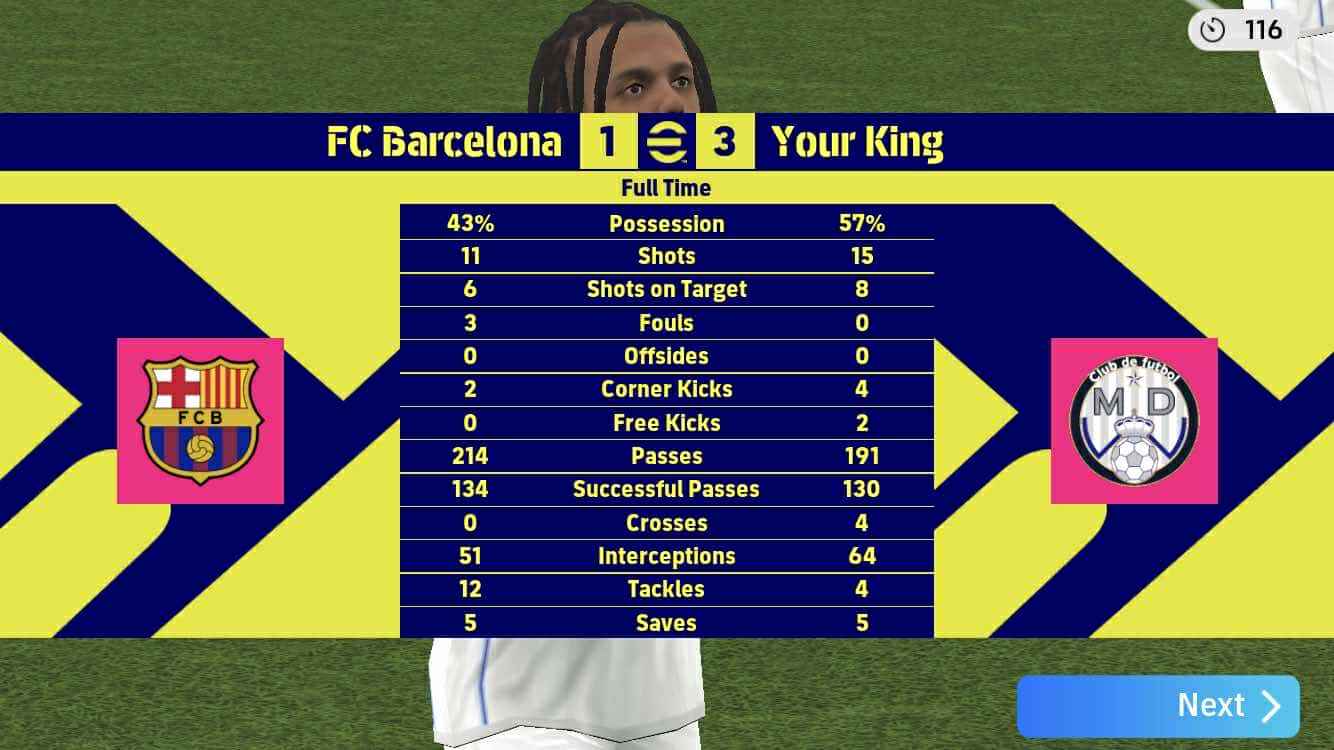 116
FC Barcelona 1 3 Your King
Full Time
43% Possession 57%
11 Shots 15
6 Shots on Target 8
3 Fouls 0
0 Offsides 0
2 Corner Kicks 4
0 Free Kicks 2
214 Passes 191
134 Successful Passes 130
0 Crosses 4
51 Interceptions 64
12 Tackles 4
5 Saves 5
FCB
Club de futbol
MD
Next